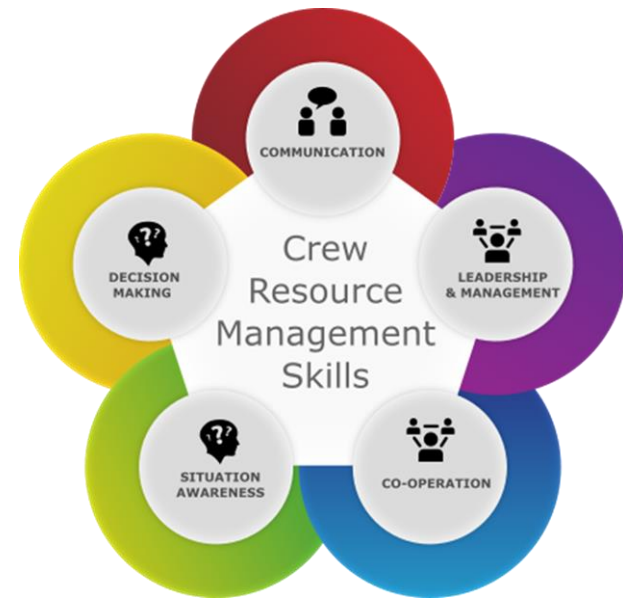 COMMUNICATION
Crew
Resource
Management
Skills
LEADERSHIP
& MANAGEMENT
CO-OPERATION
SITUATION
AWARENESS
DECISION
MAKING
? ? ?
? ? ?